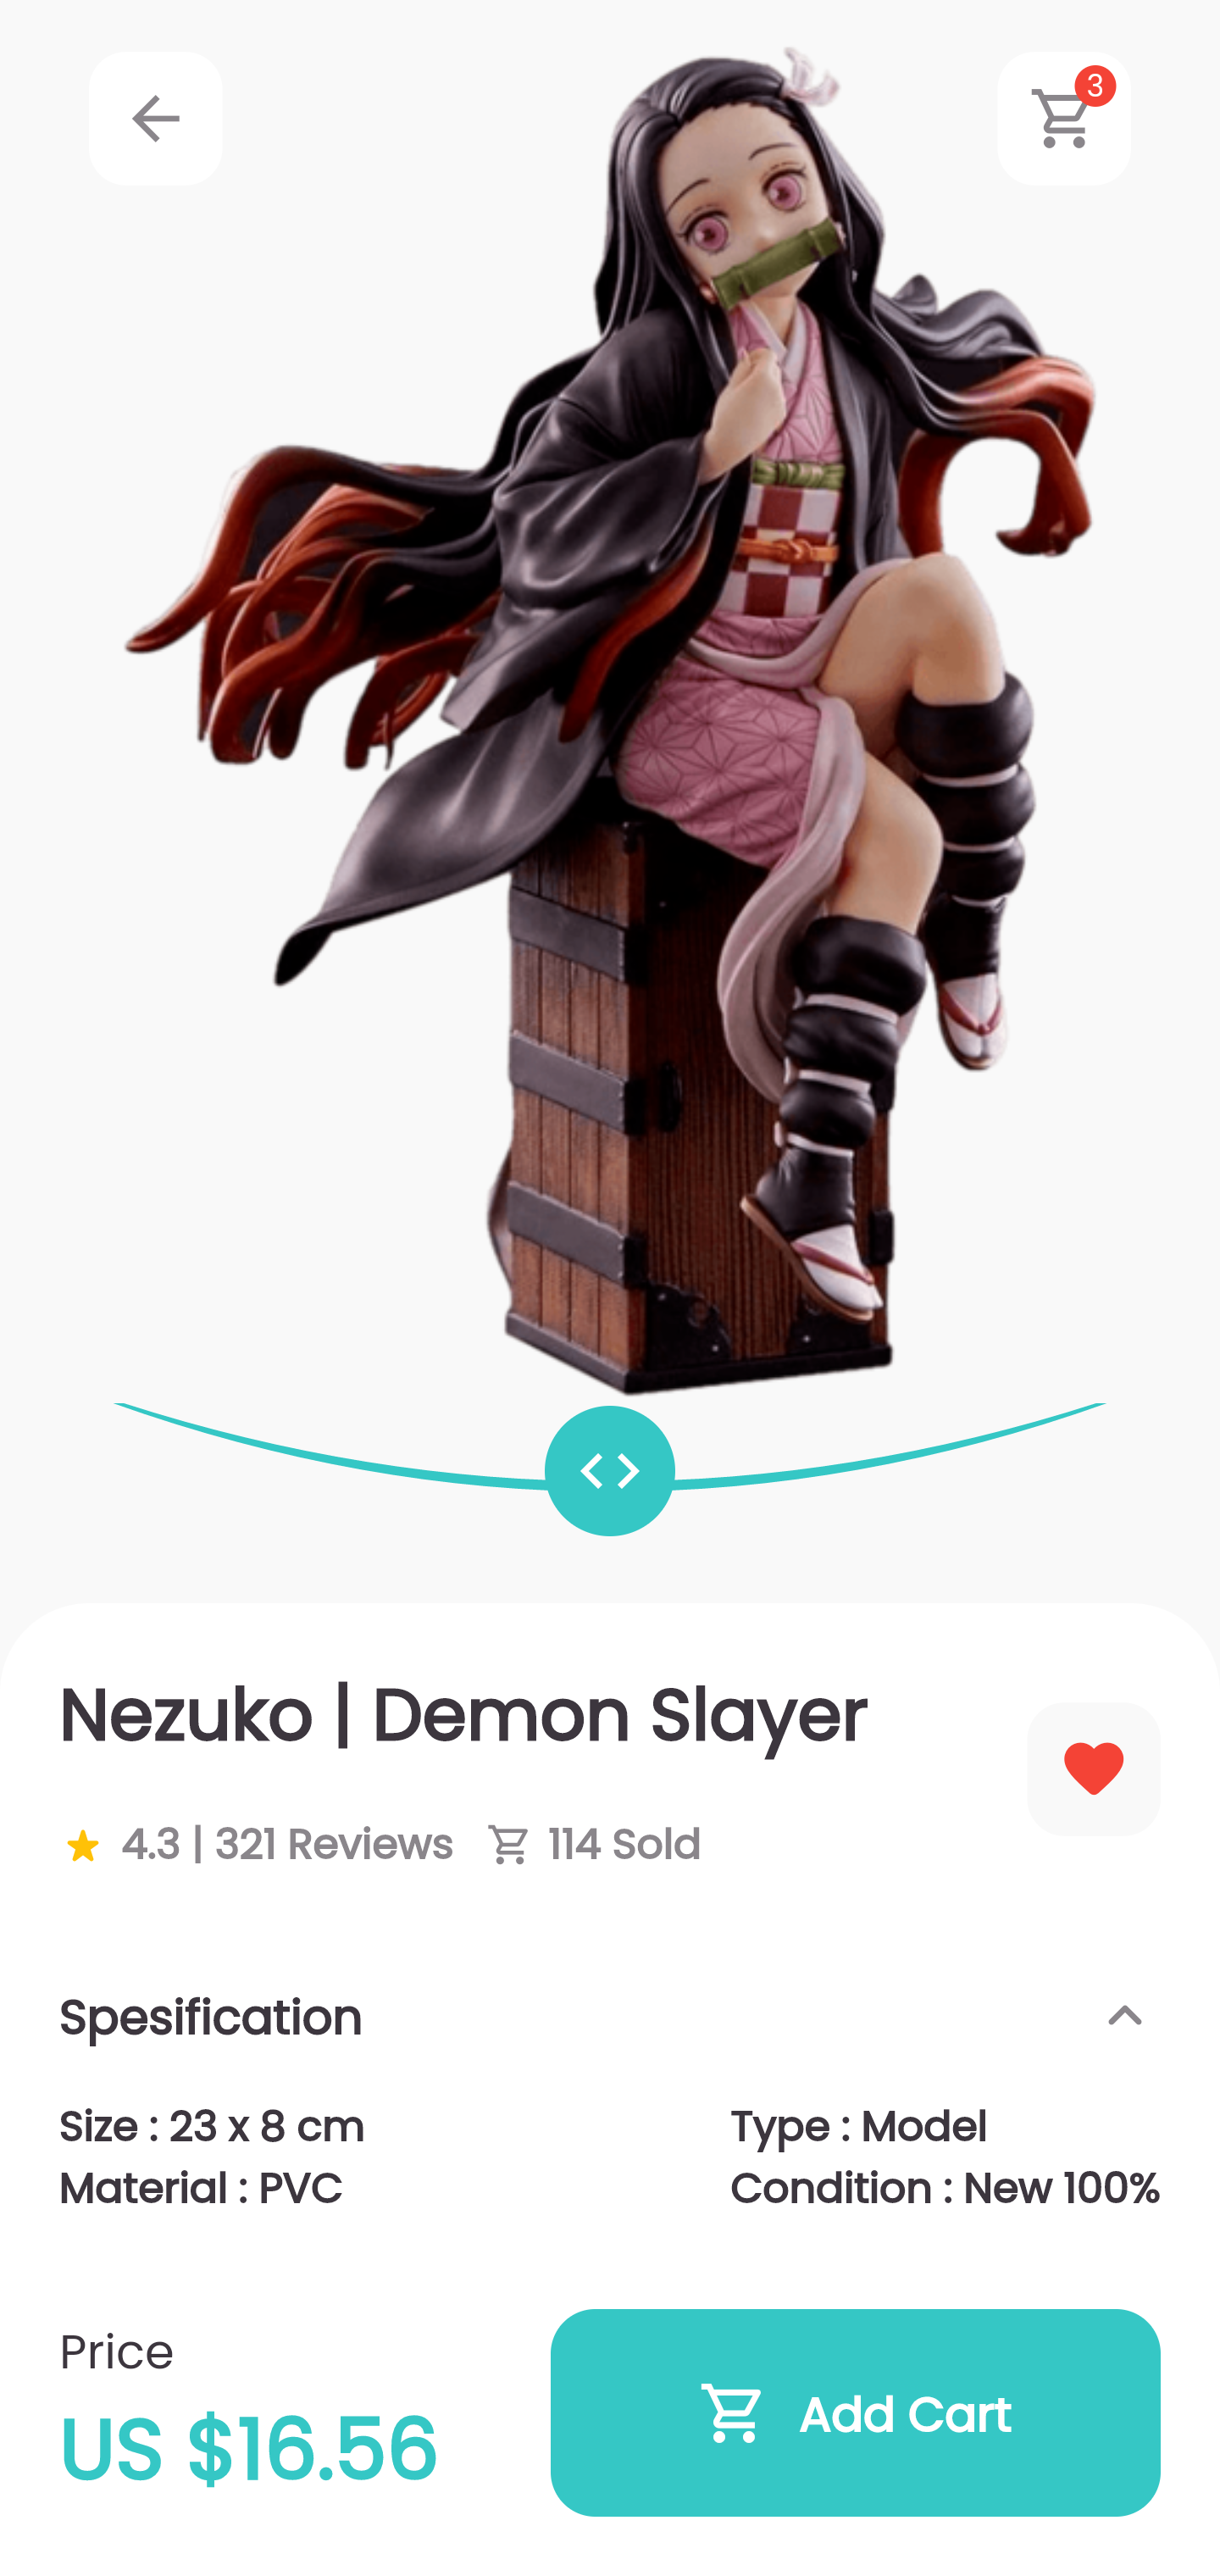 3
Nezuko | Demon Slayer
4.3 | 321 Reviews 114 Sold
Spesification
Size : 23 x 8 cm
Type : Model
Material : PVC
Condition : New 100%
Price
US $16.56
Add Cart